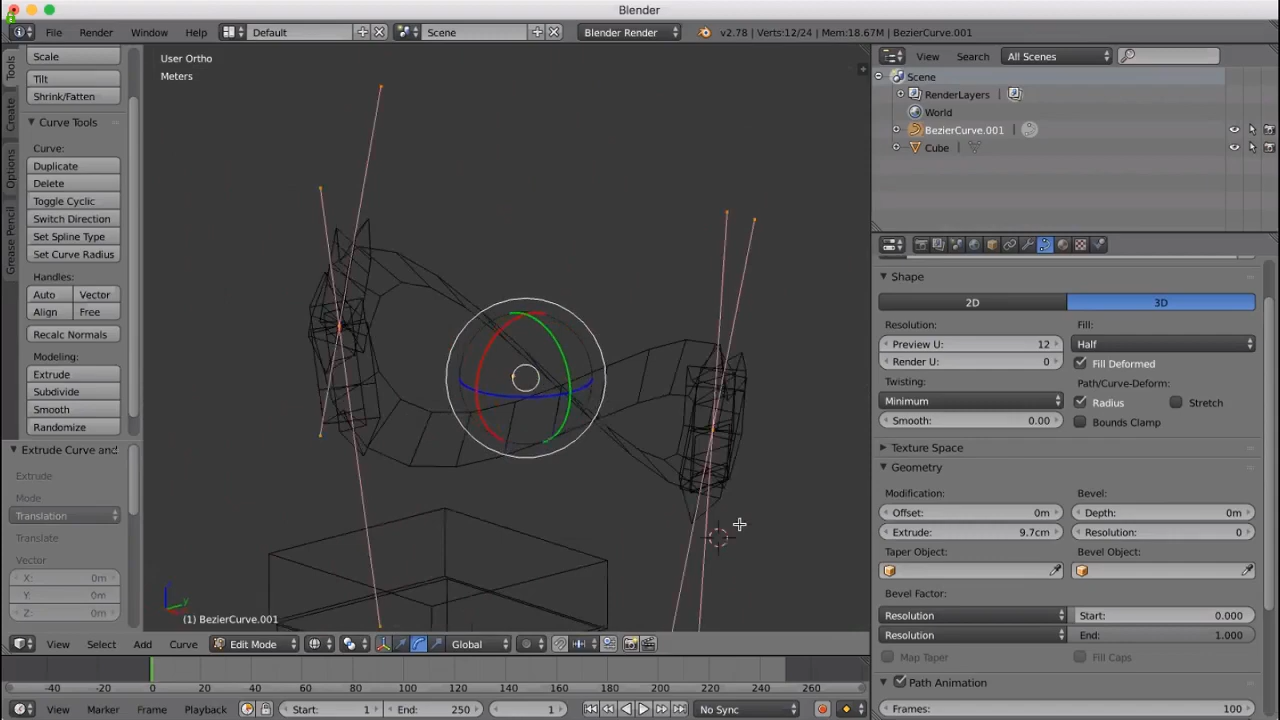 Blender
File Render Window Help Default Scene Blender Render v2.78 | Verts:12/24 | Mem:18.67M | BezierCurve.001
Tools
Create
Options
Grease Pencil
Scale
Tilt
Shrink/Fatten
Curve Tools
Curve:
Duplicate
Delete
Toggle Cyclic
Switch Direction
Set Spline Type
Set Curve Radius
Handles:
Auto Vector
Align Free
Recalc Normals
Modeling:
Extrude
Subdivide
Smooth
Randomize
Extrude Curve and
Extrude
Mode
Translation
Translate
Vector
X: 0m
Y: 0m
Z: 0m
User Ortho
Meters
(1) BezierCurve.001
View Select Add Curve Edit Mode Global
-40 -20 0 20 40 60 80 100 120 140 160 180 200 220 240 260
View Marker Frame Playback Start: 1 End: 250 1 No Sync
View Search All Scenes
Scene
RenderLayers |
World
BezierCurve.001 |
Cube |
Shape
2D 3D
Resolution: Fill:
Preview U: 12 Half
Render U: 0 Fill Deformed
Twisting: Path/Curve-Deform:
Minimum Radius Stretch
Smooth: 0.00 Bounds Clamp
Texture Space
Geometry
Modification: Bevel:
Offset: 0m Depth: 0m
Extrude: 9.7cm Resolution: 0
Taper Object: Bevel Object:
Bevel Factor:
Resolution Start: 0.000
Resolution End: 1.000
Map Taper Fill Caps
Path Animation
Frames: 100